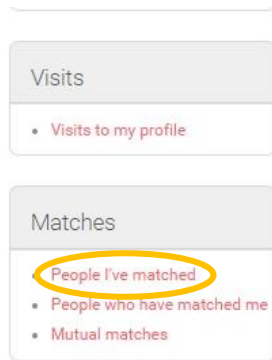 Visits
• Visits to my profile
Matches
• People I've matched
• People who have matched me
• Mutual matches